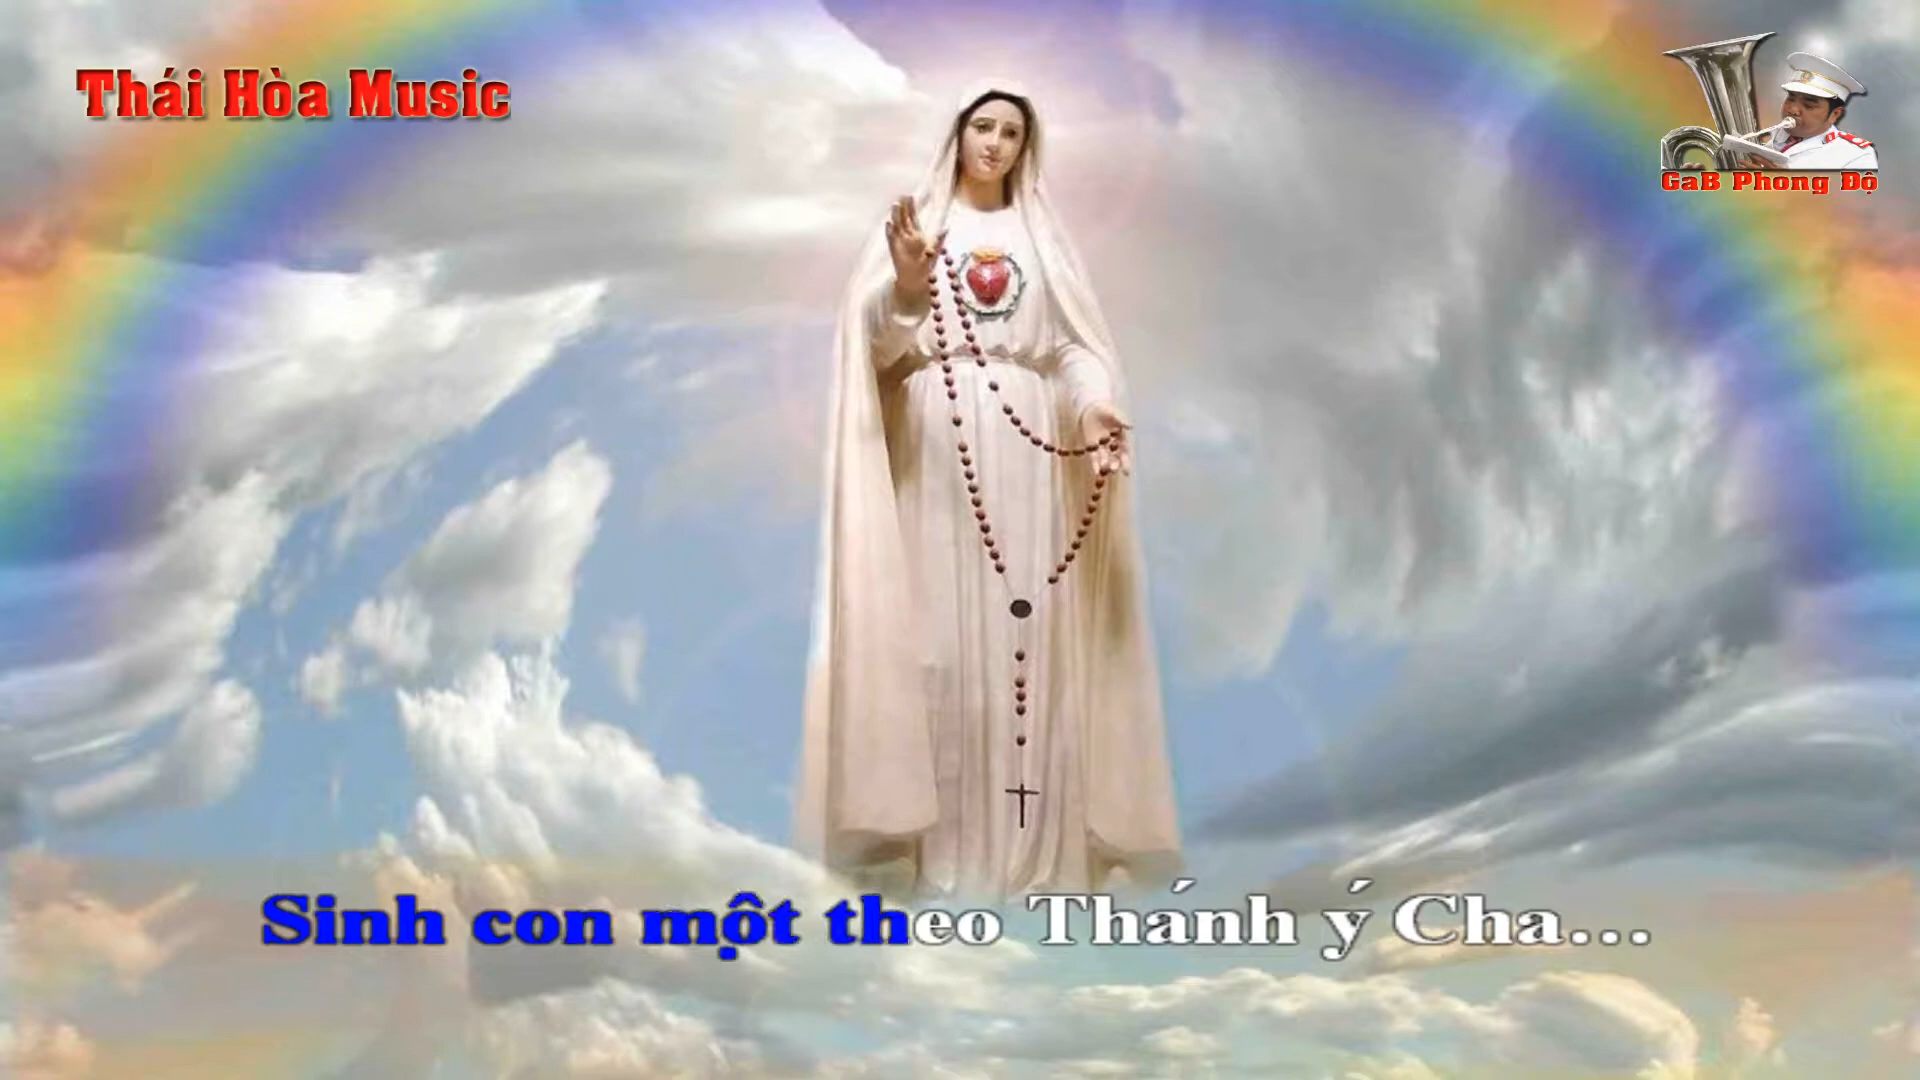 Thái Hòa Music
GaB Phong Độ
Sinh con một theo Thánh ý Cha...